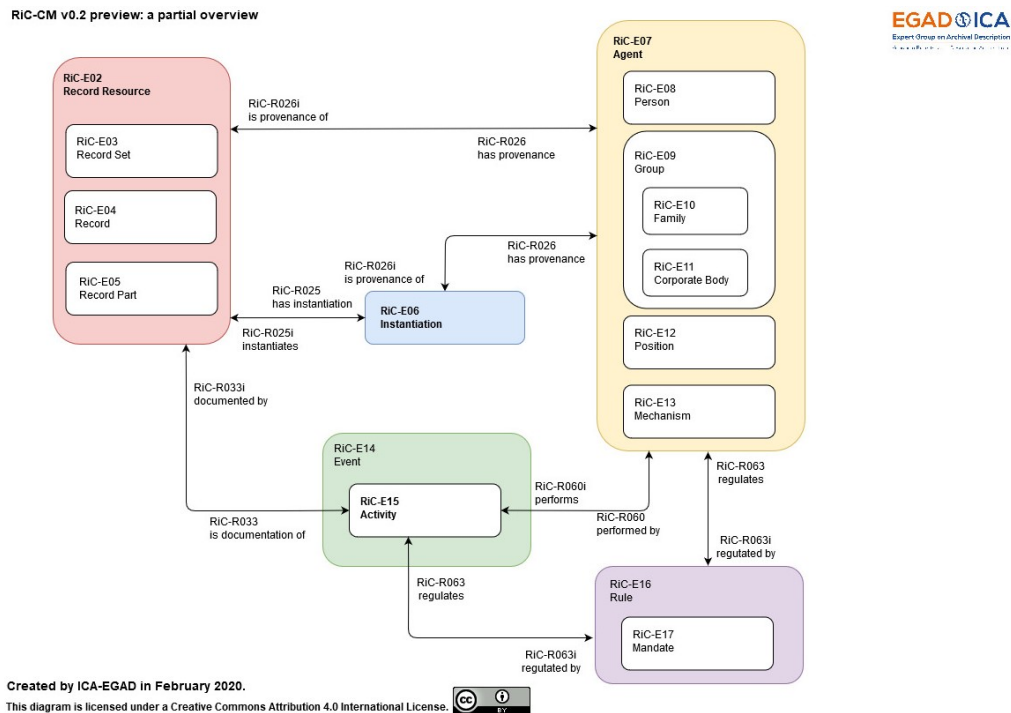 RiC-CM v0.2 preview: a partial overview
EGAD ICA
Expert Group on Archival Description
RiC-E02
Record Resource
RiC-E03
Record Set
RiC-E04
Record
RiC-E05
Record Part
RiC-R026i
is provenance of
RiC-R026
has provenance
RiC-E07
Agent
RiC-E08
Person
RiC-E09
Group
RiC-E10
Family
RiC-E11
Corporate Body
RiC-E12
Position
RiC-E13
Mechanism
RiC-R026
has provenance
RiC-R026i
is provenance of
RiC-R025
has instantiation
RiC-R025i
instantiates
RiC-E06
Instantiation
RiC-R033i
documented by
RiC-R033
is documentation of
RiC-E14
Event
RiC-E15
Activity
RiC-R060i
performs
RiC-R060
performed by
RiC-R063
regulates
RiC-R063i
regutated by
RiC-R063
regulates
RiC-R063i
regutated by
RiC-E16
Rule
RiC-E17
Mandate
Created by ICA-EGAD in February 2020.
This diagram is licensed under a Creative Commons Attribution 4.0 International License.
cc
BY